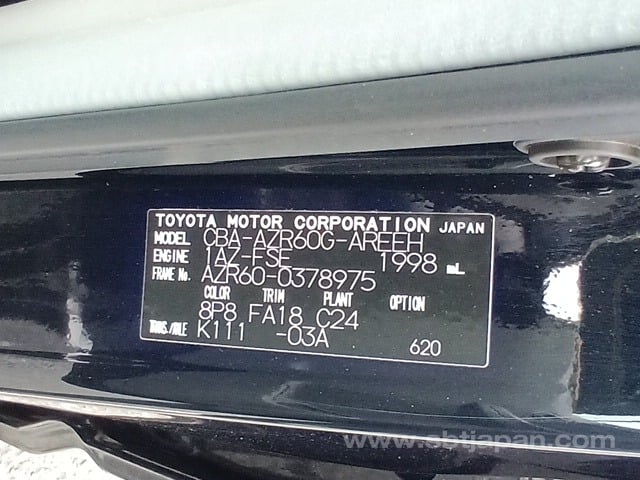 TOYOTA MOTOR CORPORATION JAPAN
MODEL CBA-AZR60G-AREEH
ENGINE 1AZ-FSE 1998 mL
FRAME No. AZR60-0378975
COLOR TRIM PLANT OPTION
8P8 FA18 C24
TRANS./AXLE K111 -03A
620
www.sbtjapan.com